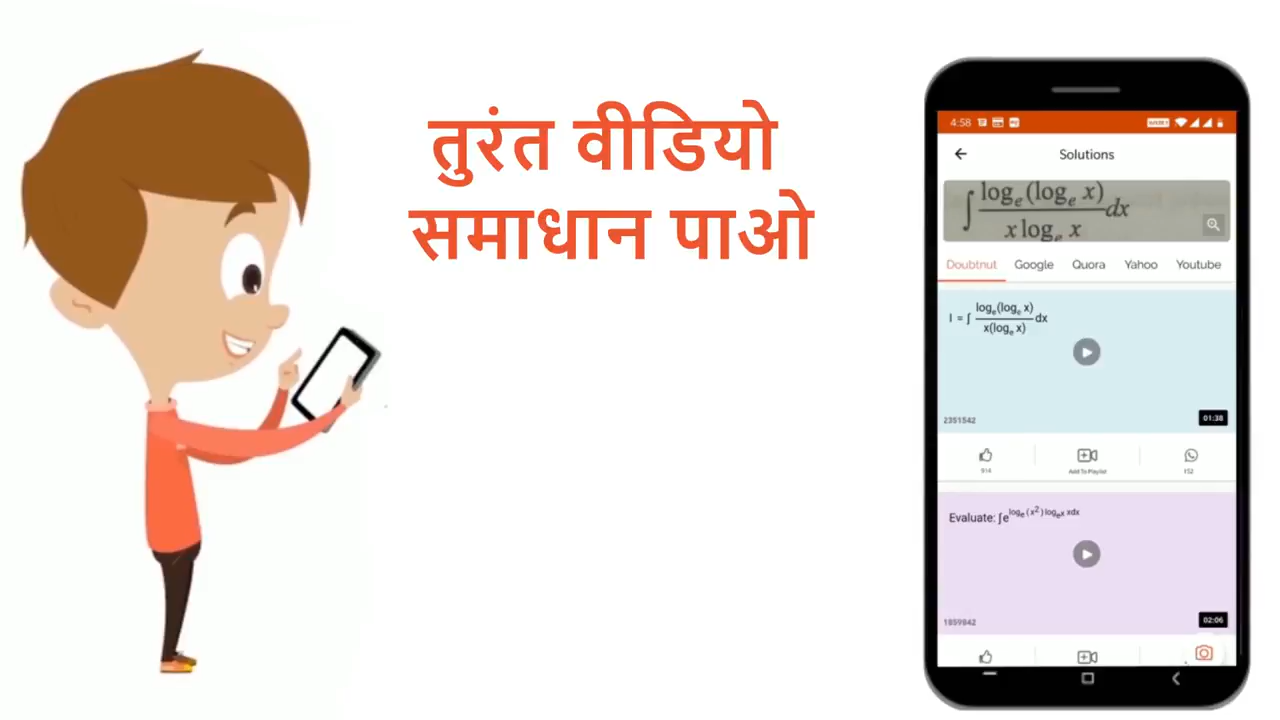 तुरंत वीडियो
समाधान पाओ
4:58
Solutions
∫ logₑ(logₑ x) / x logₑ x dx
Doubtnut Google Quora Yahoo Youtube
I = ∫ logₑ(logₑ x) / x(logₑ x) dx
2351542
01:38
914 Add To Playlist 152
Evaluate: ∫e^logₑ(x²)logₑx xdx
1859842
02:06